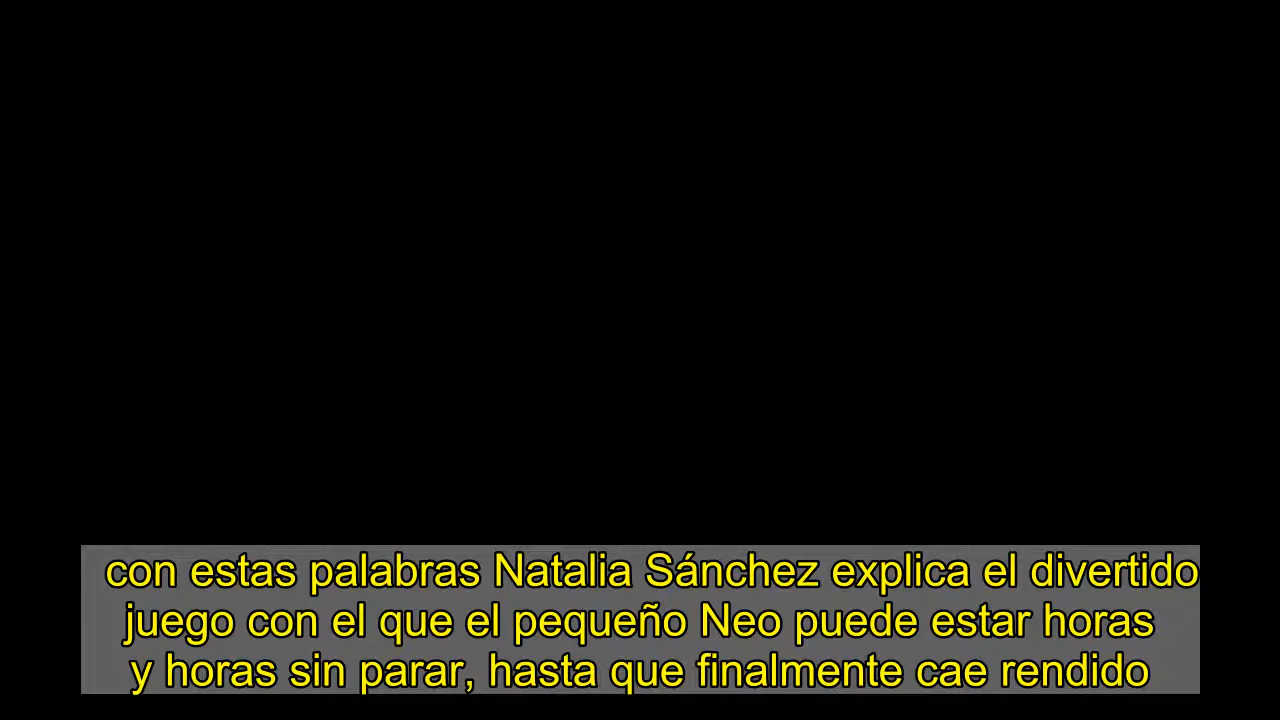 con estas palabras Natalia Sánchez explica el divertido
juego con el que el pequeño Neo puede estar horas
y horas sin parar, hasta que finalmente cae rendido